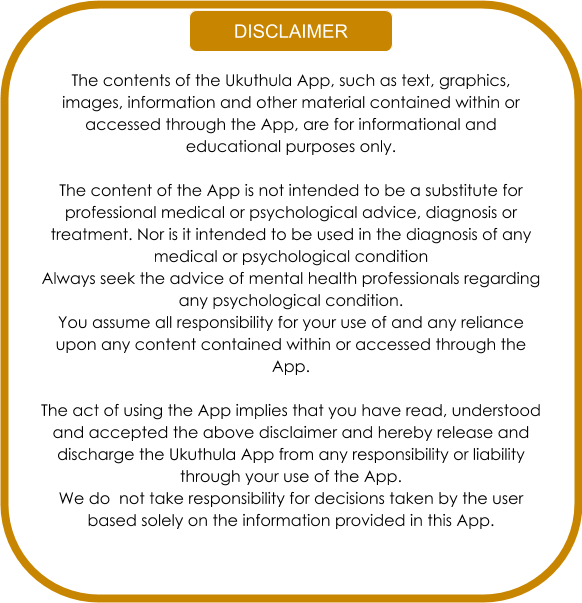 DISCLAIMER
The contents of the Ukuthula App, such as text, graphics,
images, information and other material contained within or
accessed through the App, are for informational and
educational purposes only.
The content of the App is not intended to be a substitute for
professional medical or psychological advice, diagnosis or
treatment. Nor is it intended to be used in the diagnosis of any
medical or psychological condition
Always seek the advice of mental health professionals regarding
any psychological condition.
You assume all responsibility for your use of and any reliance
upon any content contained within or accessed through the
App.
The act of using the App implies that you have read, understood
and accepted the above disclaimer and hereby release and
discharge the Ukuthula App from any responsibility or liability
through your use of the App.
We do  not take responsibility for decisions taken by the user
based solely on the information provided in this App.